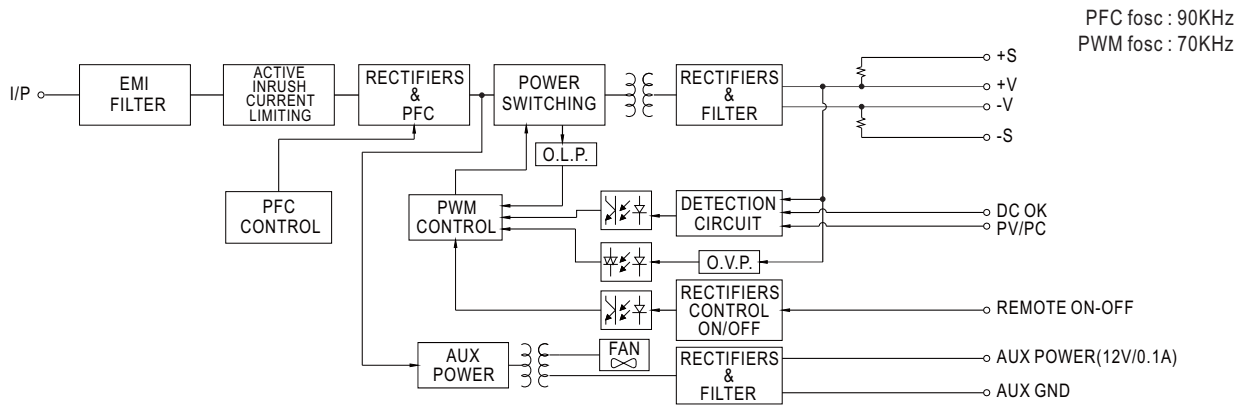 PFC fosc : 90KHz
PWM fosc : 70KHz
I/P
EMI
FILTER
ACTIVE
INRUSH
CURRENT
LIMITING
RECTIFIERS
&
PFC
POWER
SWITCHING
RECTIFIERS
&
FILTER
+S
+V
-V
-S
O.L.P.
PFC
CONTROL
PWM
CONTROL
DETECTION
CIRCUIT
DC OK
PV/PC
O.V.P.
RECTIFIERS
CONTROL
ON/OFF
REMOTE ON-OFF
AUX
POWER
FAN
RECTIFIERS
&
FILTER
AUX POWER(12V/0.1A)
AUX GND